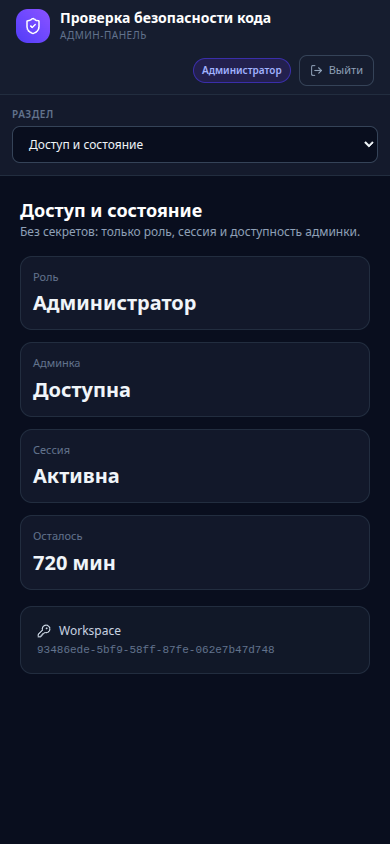 Проверка безопасности кода
АДМИН-ПАНЕЛЬ
Администратор
Выйти
РАЗДЕЛ
Доступ и состояние
Доступ и состояние
Без секретов: только роль, сессия и доступность админки.
Роль
Администратор
Админка
Доступна
Сессия
Активна
Осталось
720 мин
Workspace
93486ede-5bf9-58ff-87fe-062e7b47d748